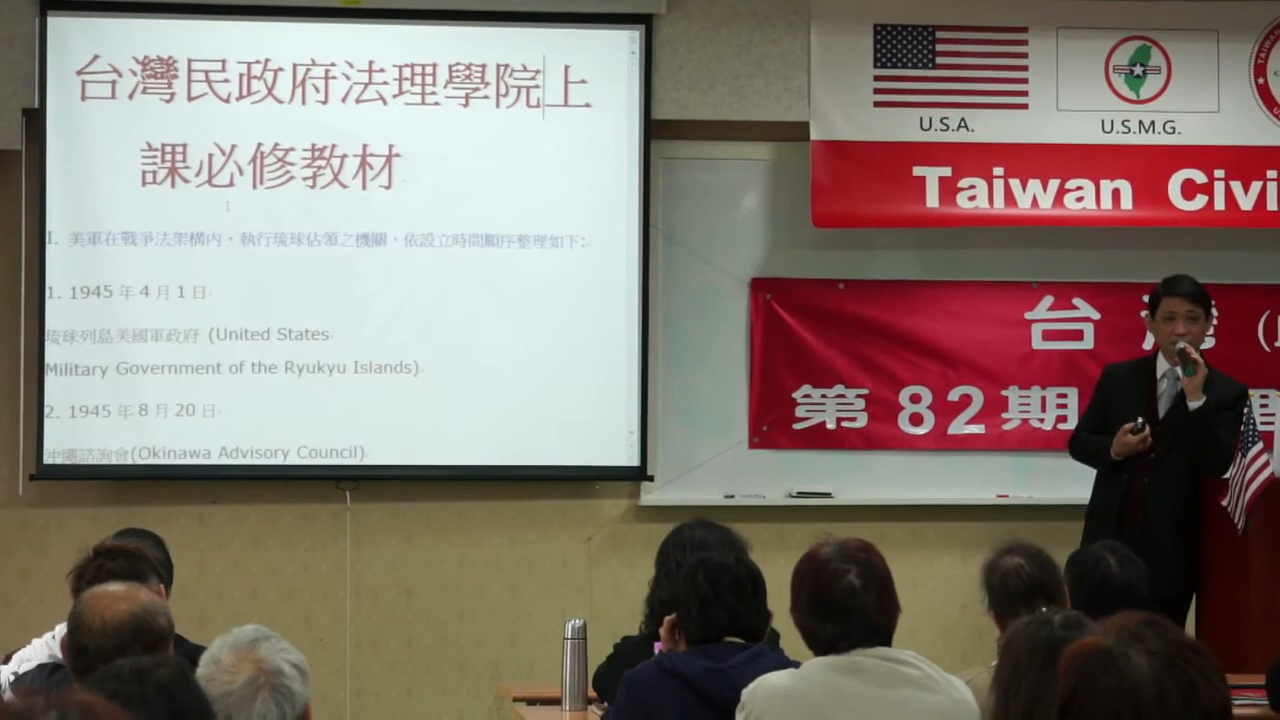 台灣民政府法理學院上
課必修教材
I. 美軍在戰爭法架構內，執行琉球佔領之機關，依設立時間順序整理如下:
1. 1945 年 4 月 1 日
琉球列島美國軍政府 (United States
Military Government of the Ryukyu Islands)
2. 1945 年 8 月 20 日
沖繩諮詢會(Okinawa Advisory Council)
U.S.A.
U.S.M.G.
Taiwan Civi
台灣 (
第 82 期